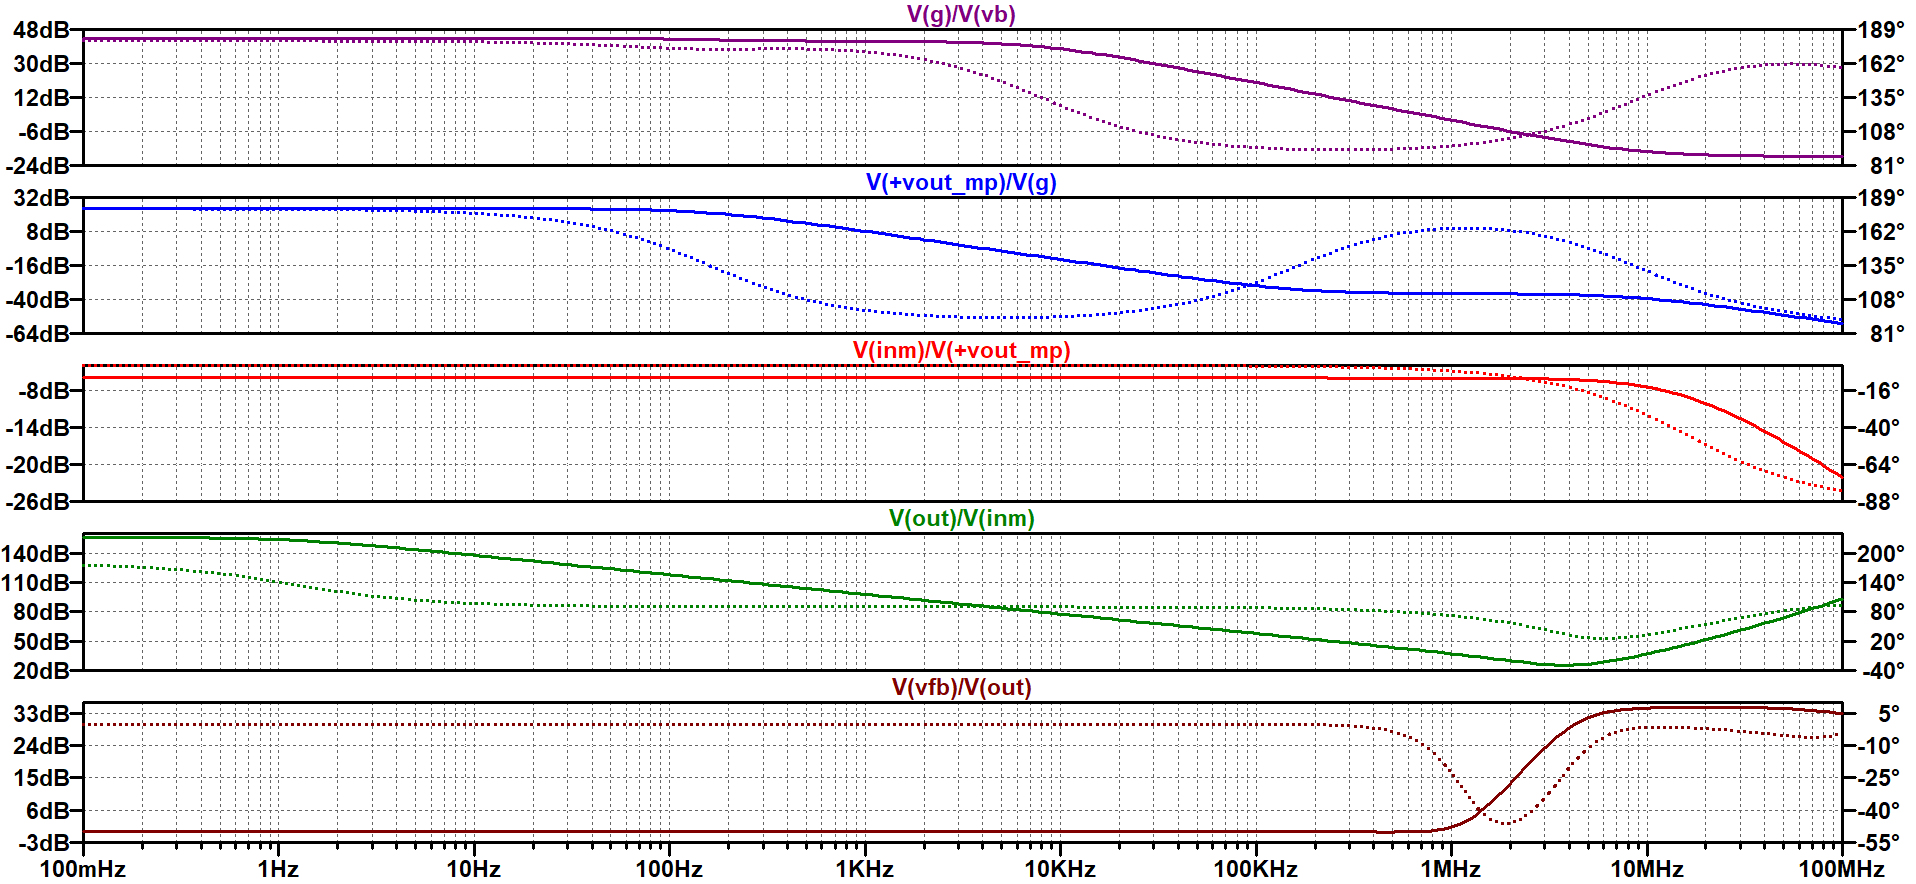 V(g)/V(vb)
48dB 189°
30dB 162°
12dB 135°
-6dB 108°
-24dB 81°
V(+vout_mp)/V(g)
32dB 189°
8dB 162°
-16dB 135°
-40dB 108°
-64dB 81°
V(inm)/V(+vout_mp)
-8dB -16°
-14dB -40°
-20dB -64°
-26dB -88°
V(out)/V(inm)
140dB 200°
110dB 140°
80dB 80°
50dB 20°
20dB -40°
V(vfb)/V(out)
33dB 5°
24dB -10°
15dB -25°
6dB -40°
-3dB -55°
100mHz 1Hz 10Hz 100Hz 1KHz 10KHz 100KHz 1MHz 10MHz 100MHz